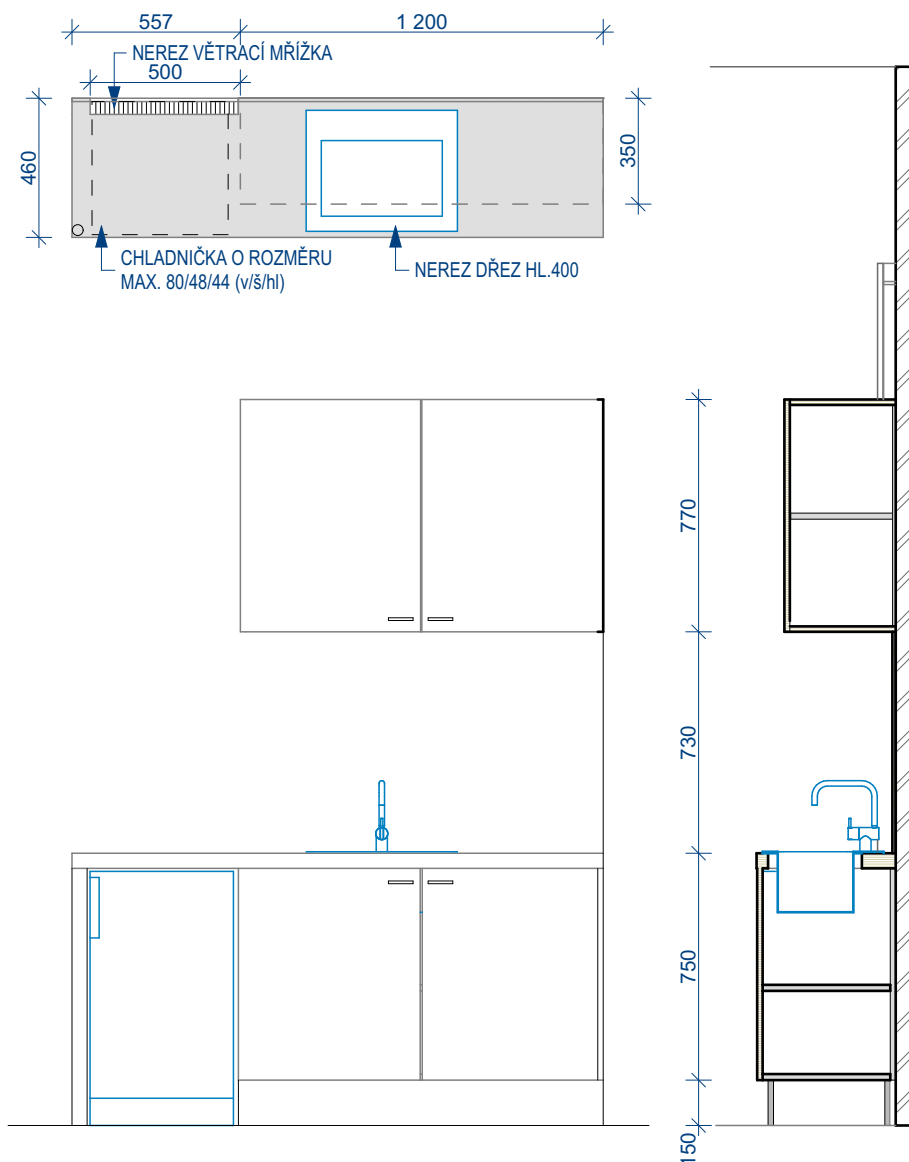 557
1 200
NEREZ VĚTRACÍ MŘÍŽKA
500
460
350
CHLADNIČKA O ROZMĚRU
MAX. 80/48/44 (v/š/hl)
NEREZ DŘEZ HL.400
770
730
750
150